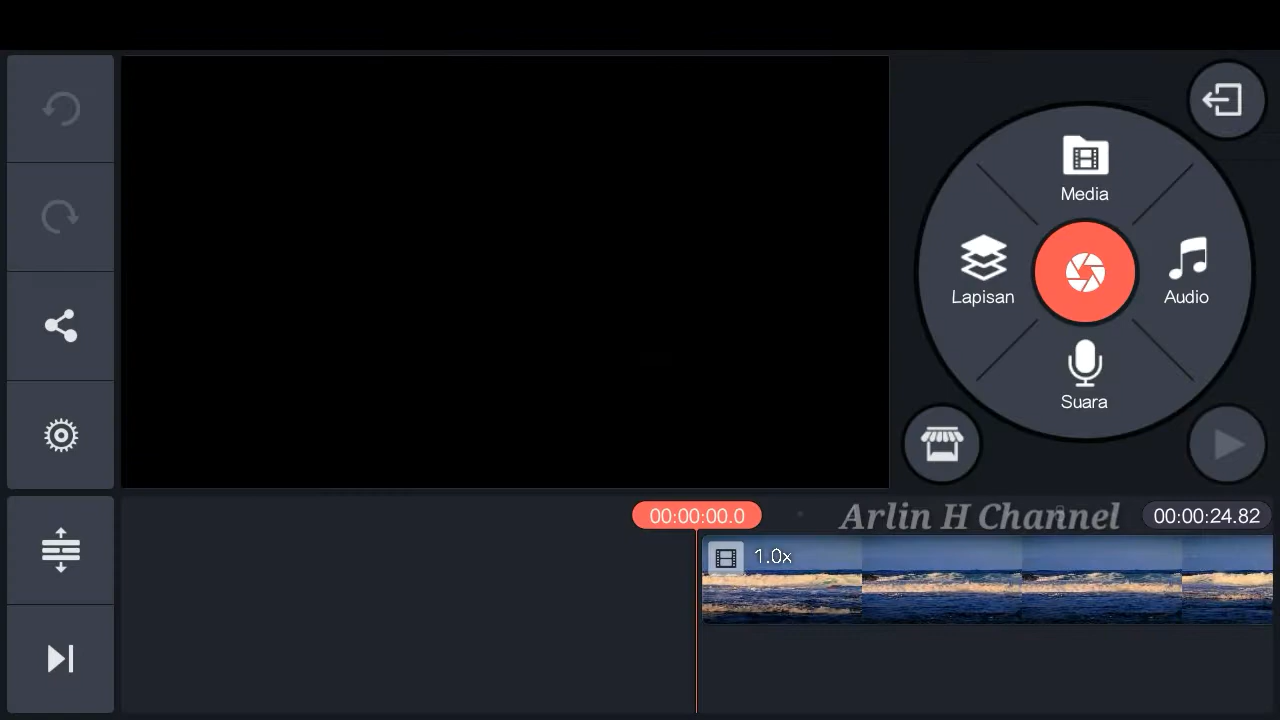 Media
Lapisan
Audio
Suara
00:00:00.0
Arlin H Channel
00:00:24.82
1.0x